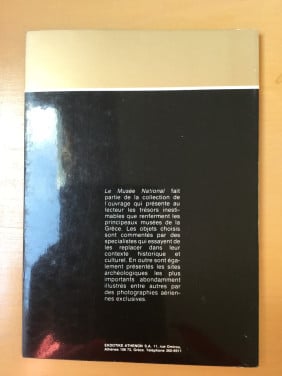 Le Musée National fait
partie de la collection de
l'ouvrage qui présente au
lecteur les trésors inesti-
mables que renferment les
principaux musées de la
Grèce. Les objets choisis
sont commentés par des
specialistes qui essayent de
les replacer dans leur
contexte historique et
culturel. En outre sont éga-
lement présentés les sites
archéologiques les plus
importants abondamment
illustrés entre autres par
des photographies aérien-
nes exclusives.
EKDOTIKE ATHENON S.A. 11, rue Omirou,
Athènes 106 72, Grèce. Téléphone 360-8911